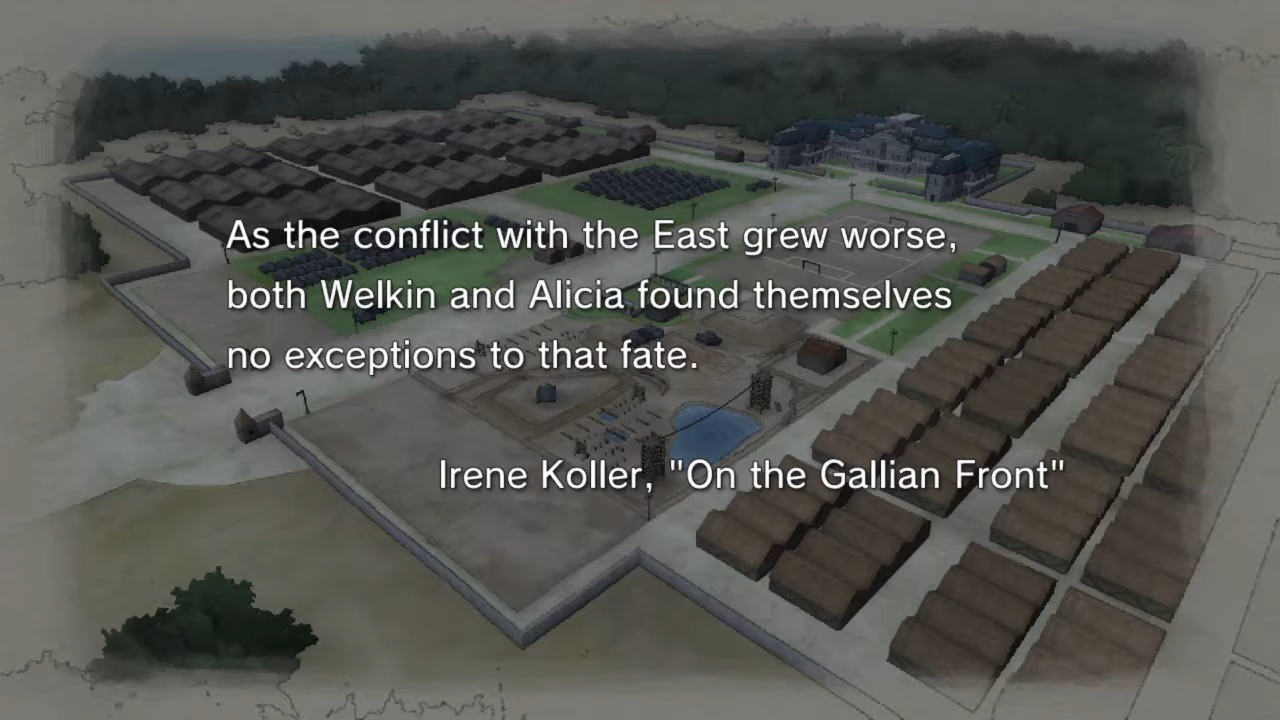 As the conflict with the East grew worse,
both Welkin and Alicia found themselves
no exceptions to that fate.
Irene Koller, "On the Gallian Front"